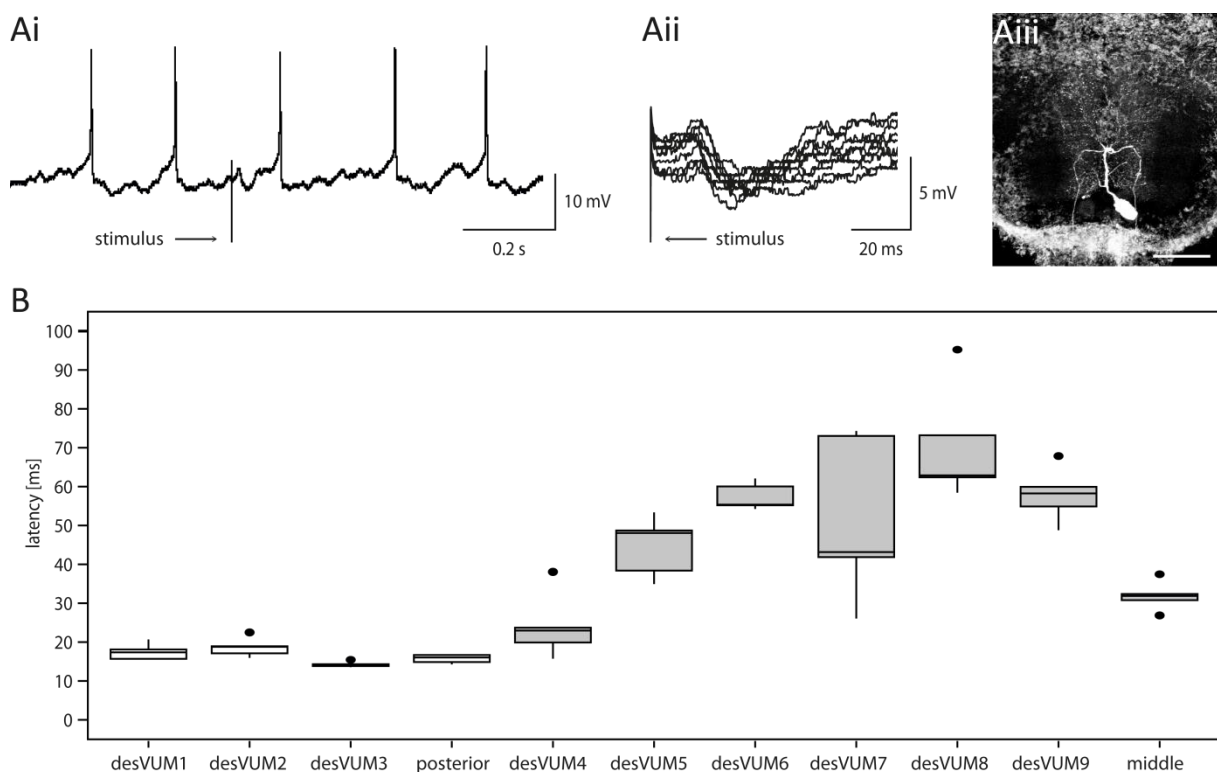 Ai
Aii
Aiii
10 mV
5 mV
stimulus
stimulus
0.2 s
20 ms
B
100
90
80
70
60
50
40
30
20
10
0
latency [ms]
desVUM1 desVUM2 desVUM3 posterior desVUM4 desVUM5 desVUM6 desVUM7 desVUM8 desVUM9 middle